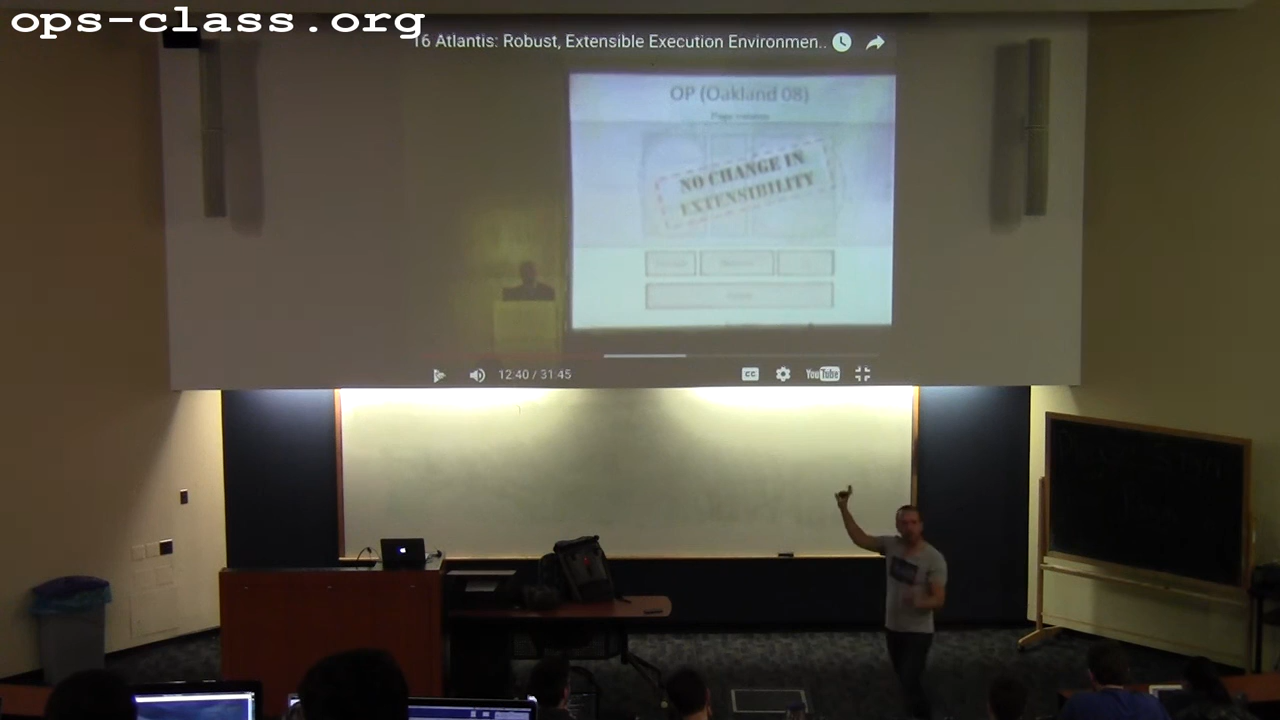 ops-class.org
16 Atlantis: Robust, Extensible Execution Environmen..
OP (Oakland 08)
NO CHANGE IN
EXTENSIBILITY
12:40 / 31:45
CC
YouTube